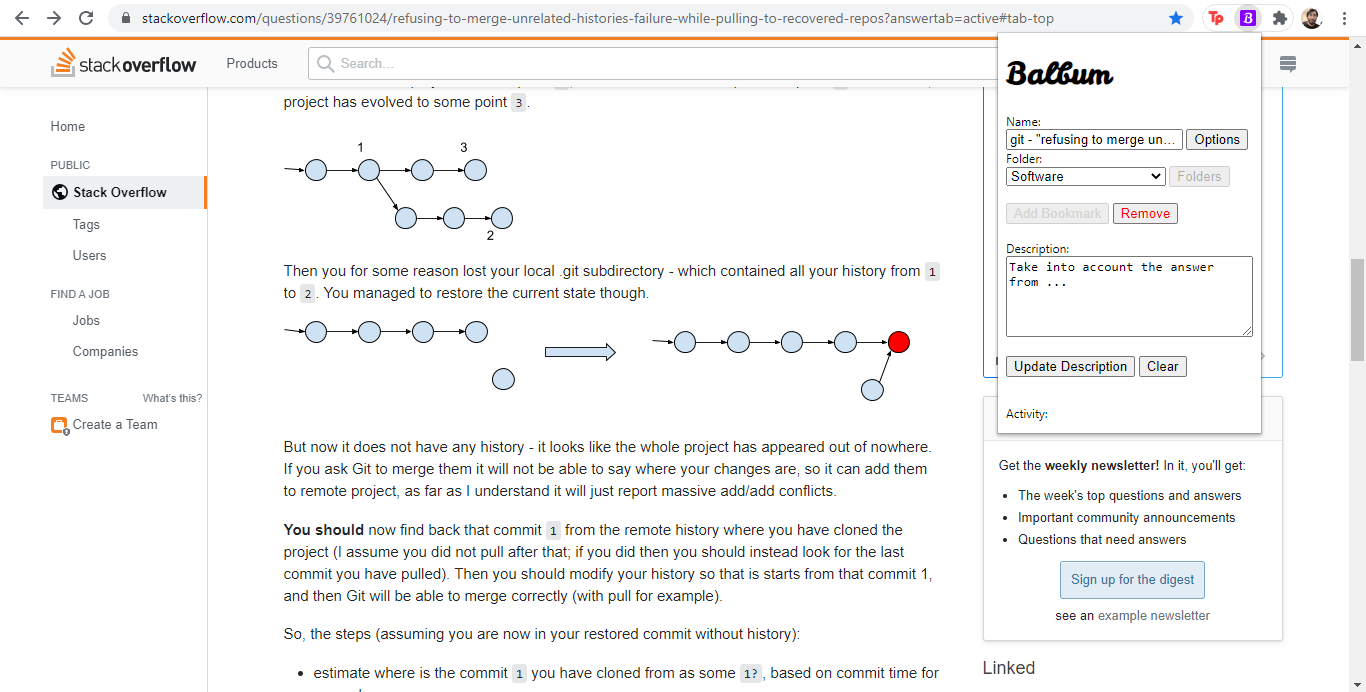 stackoverflow.com/questions/39761024/refusing-to-merge-unrelated-histories-failure-while-pulling-to-recovered-repos?answertab=active#tab-top
Tp
B
stackoverflow
Products
Search...
Home
PUBLIC
Stack Overflow
Tags
Users
FIND A JOB
Jobs
Companies
TEAMS
What's this?
Create a Team
project has evolved to some point 3.
1
3
2
Then you for some reason lost your local .git subdirectory - which contained all your history from 1
to 2. You managed to restore the current state though.
But now it does not have any history - it looks like the whole project has appeared out of nowhere.
If you ask Git to merge them it will not be able to say where your changes are, so it can add them
to remote project, as far as I understand it will just report massive add/add conflicts.
You should now find back that commit 1 from the remote history where you have cloned the
project (I assume you did not pull after that; if you did then you should instead look for the last
commit you have pulled). Then you should modify your history so that is starts from that commit 1,
and then Git will be able to merge correctly (with pull for example).
So, the steps (assuming you are now in your restored commit without history):
• estimate where is the commit 1 you have cloned from as some 1?, based on commit time for
Balbum
Name:
git - "refusing to merge un...
Options
Folder:
Software
Folders
Add Bookmark
Remove
Description:
Take into account the answer
from ...
Update Description
Clear
Activity:
Get the weekly newsletter! In it, you'll get:
• The week's top questions and answers
• Important community announcements
• Questions that need answers
Sign up for the digest
see an example newsletter
Linked